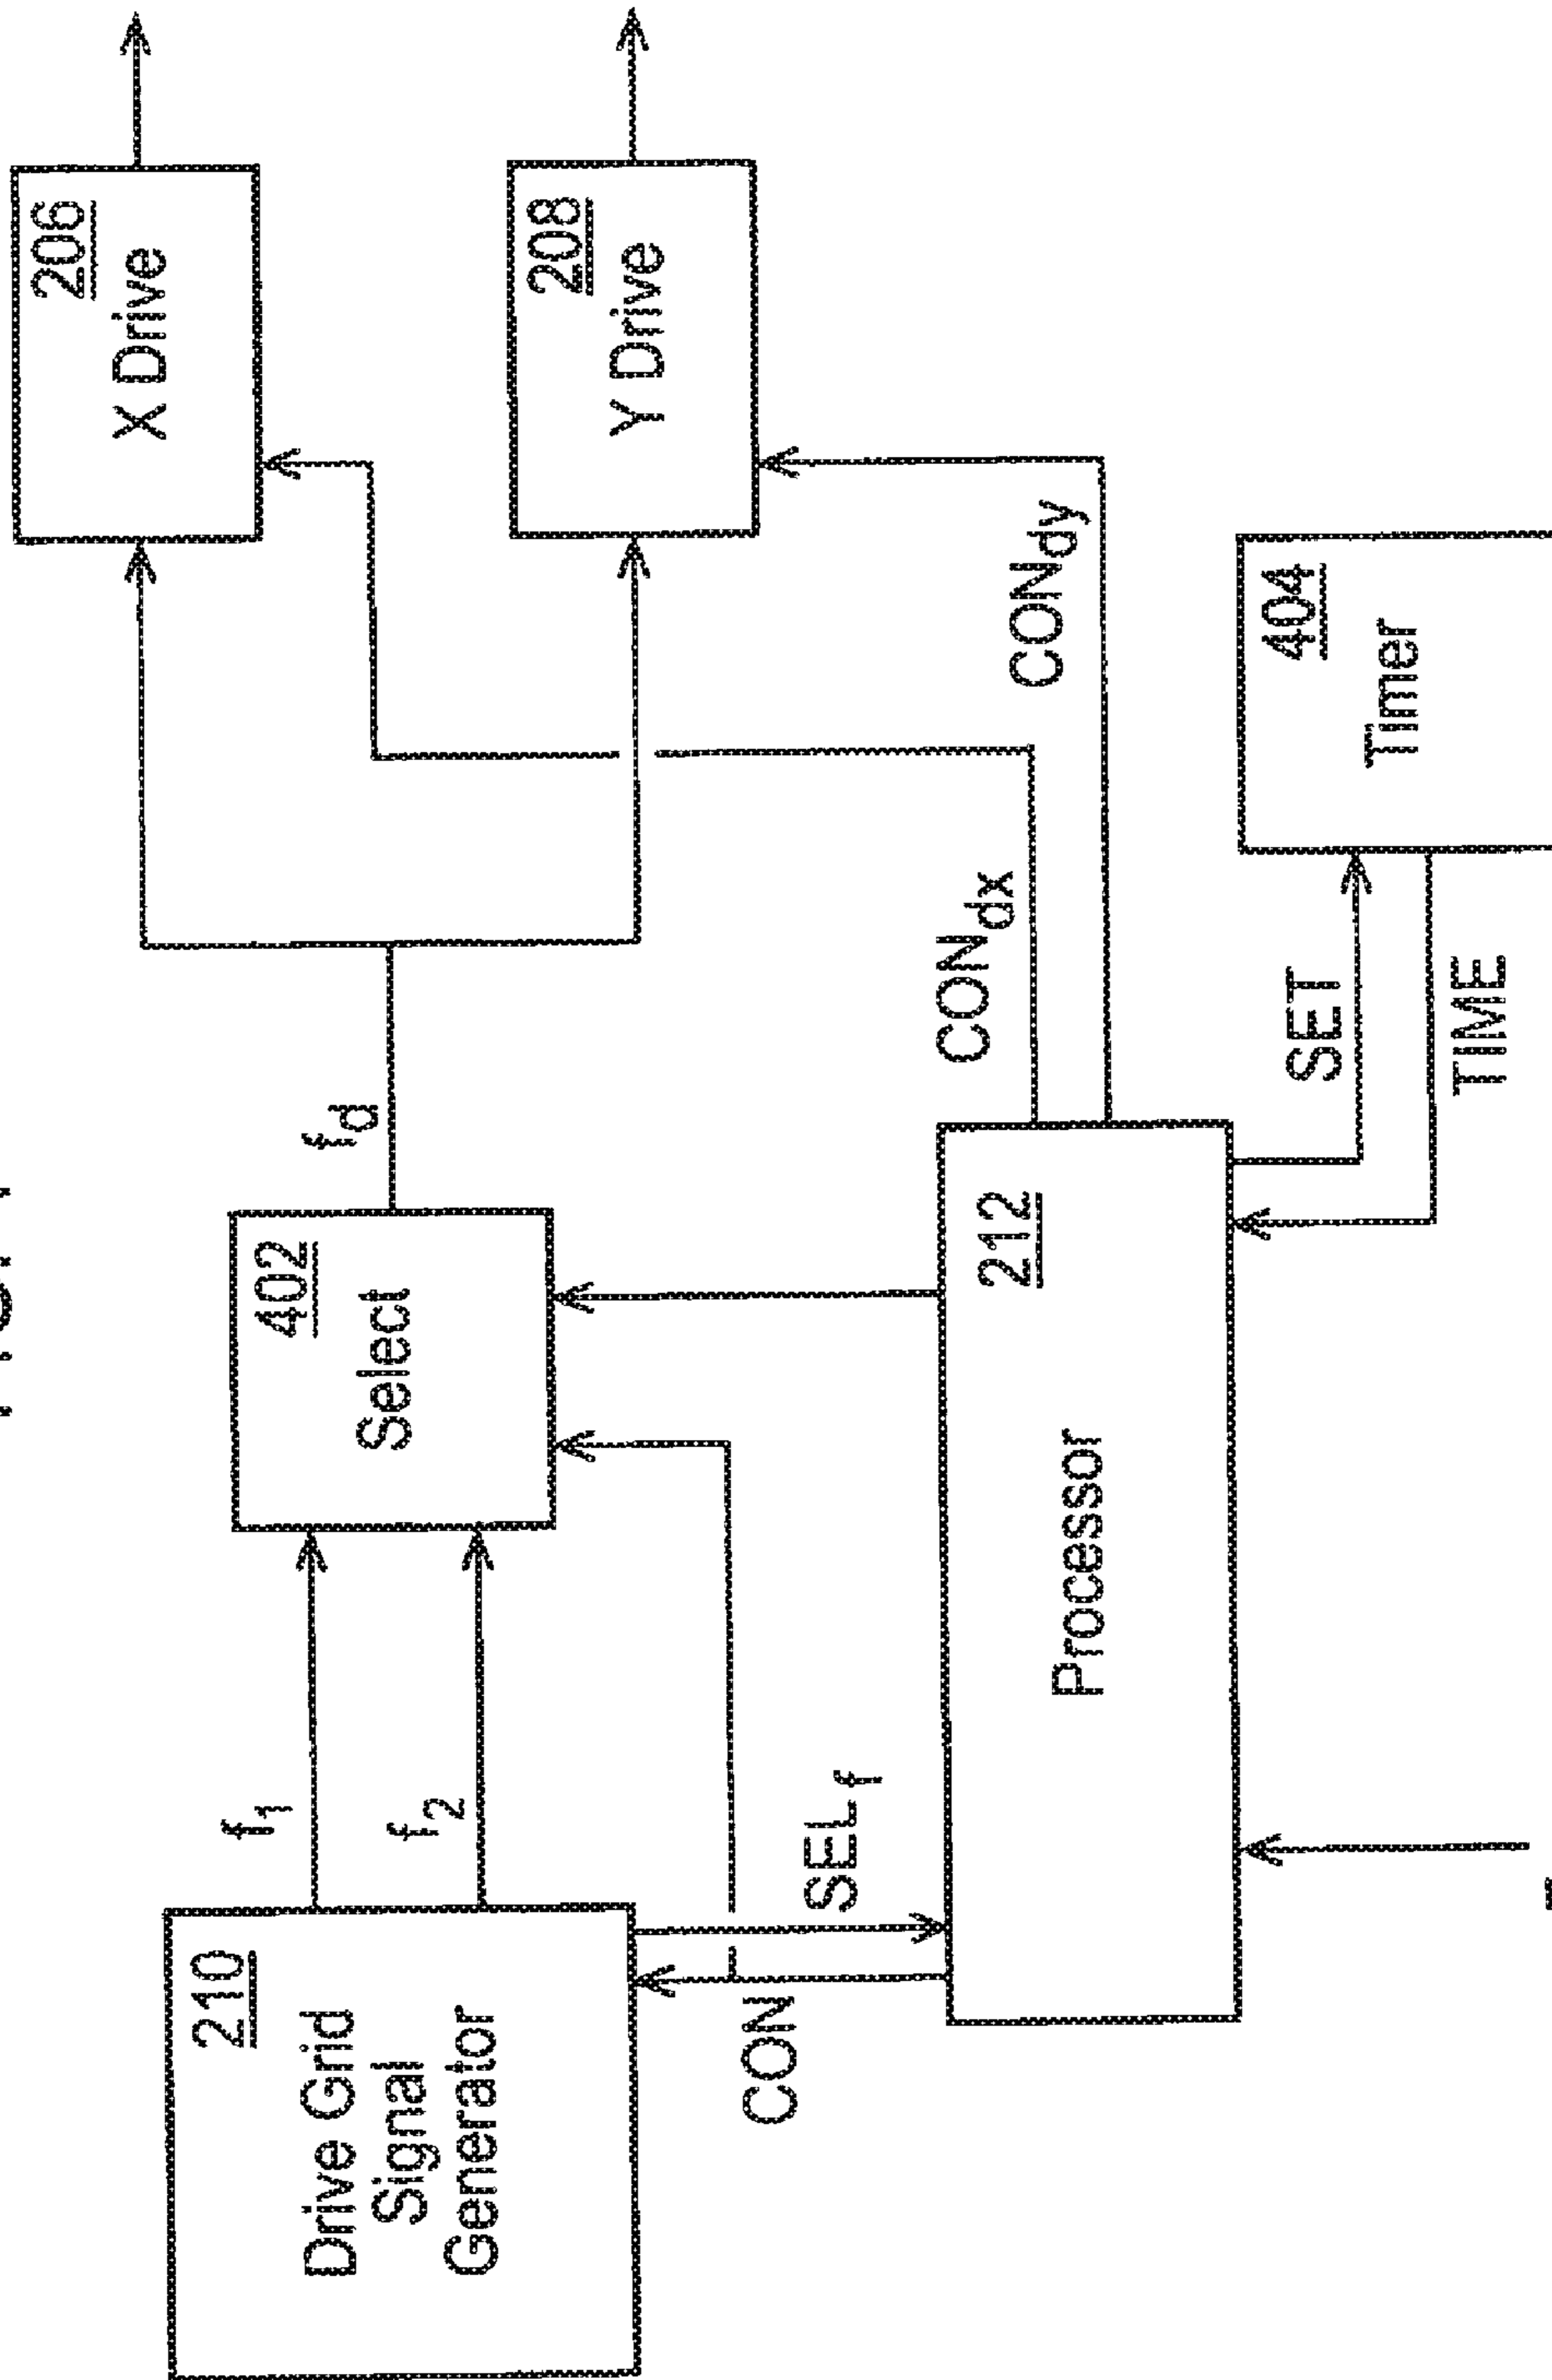 210
Drive Grid
Signal
Generator
f1
f2
402
Select
fd
206
X Drive
208
Y Drive
CON
SELf
212
Processor
CONdx
CONdy
SET
TIME
404
Timer